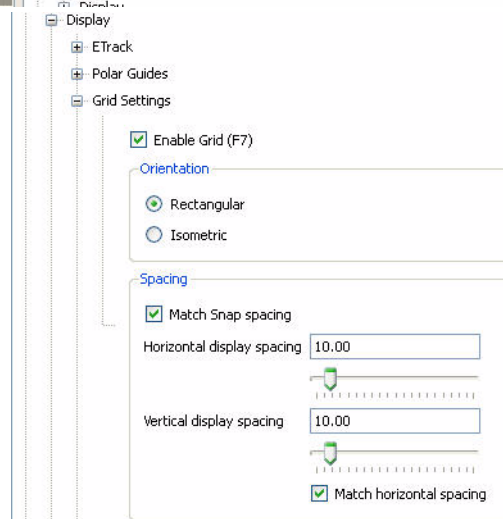 Display
Display
ETrack
Polar Guides
Grid Settings
Enable Grid (F7)
Orientation
Rectangular
Isometric
Spacing
Match Snap spacing
Horizontal display spacing 10.00
Vertical display spacing 10.00
Match horizontal spacing